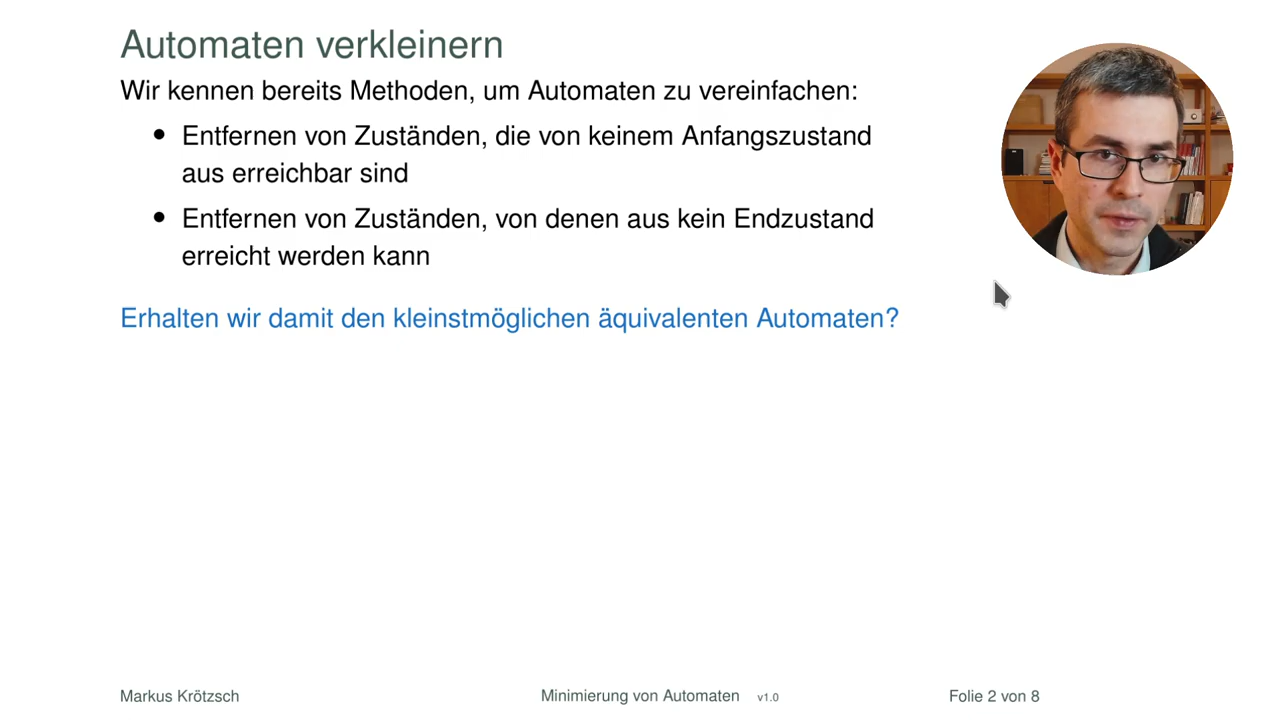 Automaten verkleinern
Wir kennen bereits Methoden, um Automaten zu vereinfachen:
• Entfernen von Zuständen, die von keinem Anfangszustand
aus erreichbar sind
• Entfernen von Zuständen, von denen aus kein Endzustand
erreicht werden kann
Erhalten wir damit den kleinstmöglichen äquivalenten Automaten?
Markus Krötzsch Minimierung von Automaten v1.0 Folie 2 von 8